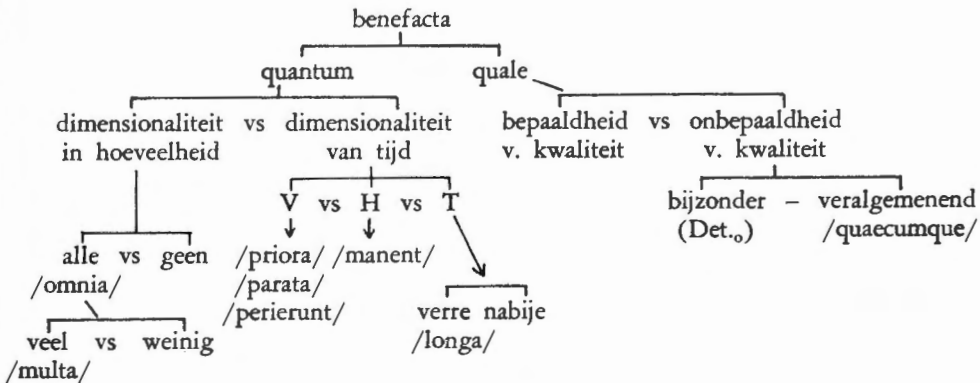 benefacta
quantum quale
dimensionaliteit vs dimensionaliteit bepaaldheid vs onbepaaldheid
in hoeveelheid van tijd v. kwaliteit v. kwaliteit
V vs H vs T bijzonder – veralgemenend
(Det.₀) /quaecumque/
alle vs geen /priora/ /manent/
/omnia/ /parata/
/perierunt/ verre nabije
veel vs weinig /longa/
/multa/